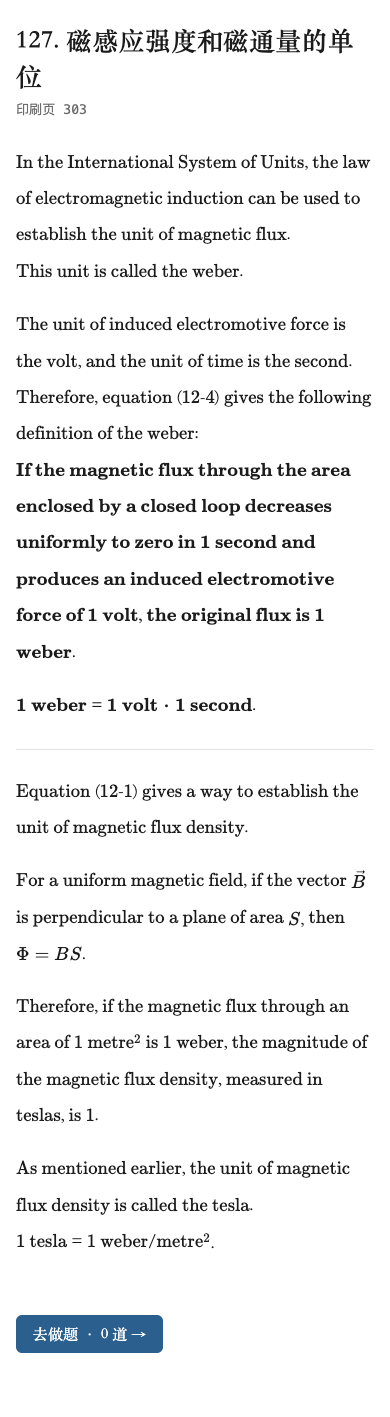 127. 磁感应强度和磁通量的单
位
印刷页 303
In the International System of Units, the law
of electromagnetic induction can be used to
establish the unit of magnetic flux.
This unit is called the weber.
The unit of induced electromotive force is
the volt, and the unit of time is the second.
Therefore, equation (12-4) gives the following
definition of the weber:
If the magnetic flux through the area
enclosed by a closed loop decreases
uniformly to zero in 1 second and
produces an induced electromotive
force of 1 volt, the original flux is 1
weber.
1 weber = 1 volt · 1 second.
Equation (12-1) gives a way to establish the
unit of magnetic flux density.
For a uniform magnetic field, if the vector $\vec{B}$
is perpendicular to a plane of area S, then
Φ = BS.
Therefore, if the magnetic flux through an
area of 1 metre² is 1 weber, the magnitude of
the magnetic flux density, measured in
teslas, is 1.
As mentioned earlier, the unit of magnetic
flux density is called the tesla.
1 tesla = 1 weber/metre².
去做题 · 0 道 →